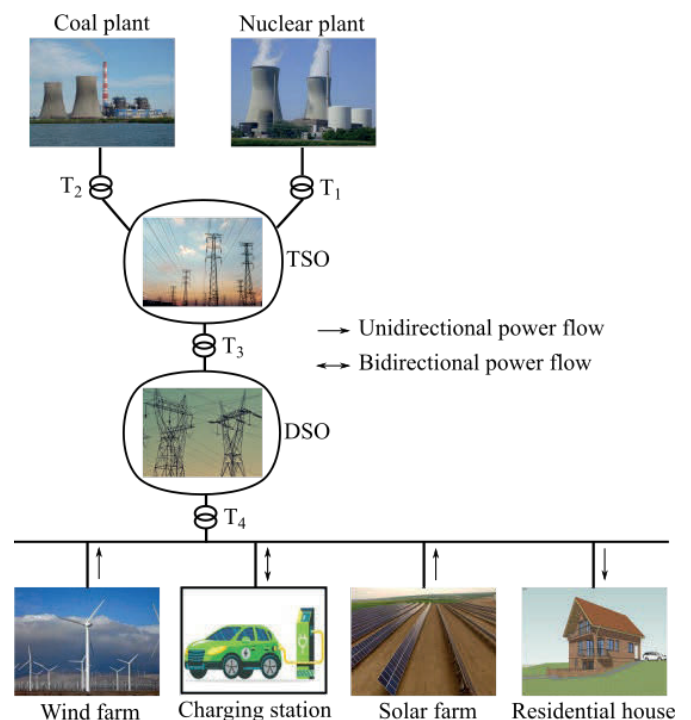 Coal plant
Nuclear plant
T2
T1
TSO
Unidirectional power flow
T3
Bidirectional power flow
DSO
T4
Wind farm
Charging station
Solar farm
Residential house